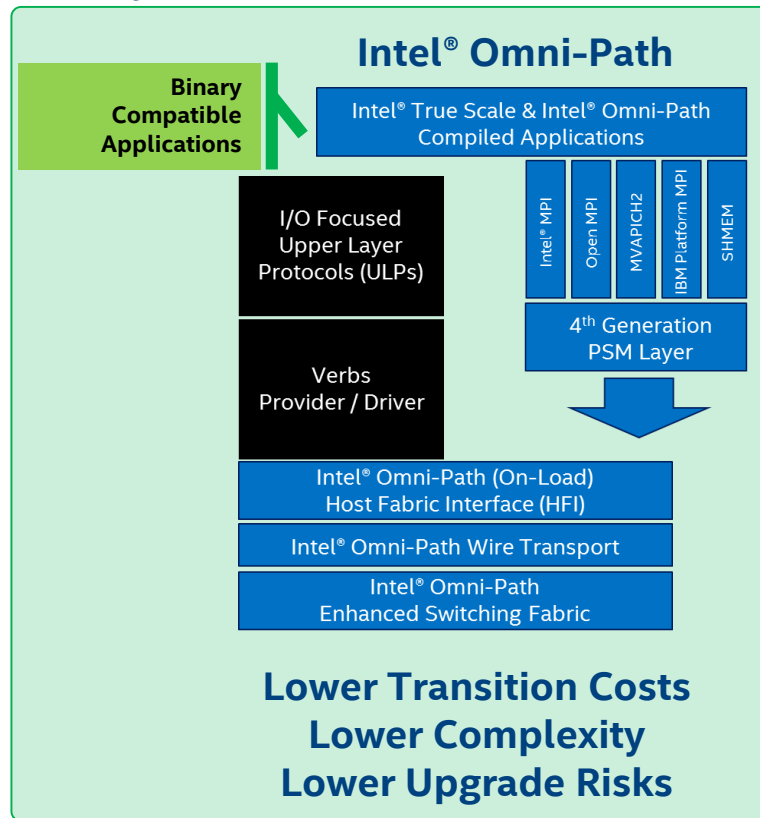 Intel® Omni-Path
Binary
Compatible
Applications
Intel® True Scale & Intel® Omni-Path
Compiled Applications
I/O Focused
Upper Layer
Protocols (ULPs)
Intel® MPI
Open MPI
MVAPICH2
IBM Platform MPI
SHMEM
4th Generation
PSM Layer
Verbs
Provider / Driver
Intel® Omni-Path (On-Load)
Host Fabric Interface (HFI)
Intel® Omni-Path Wire Transport
Intel® Omni-Path
Enhanced Switching Fabric
Lower Transition Costs
Lower Complexity
Lower Upgrade Risks